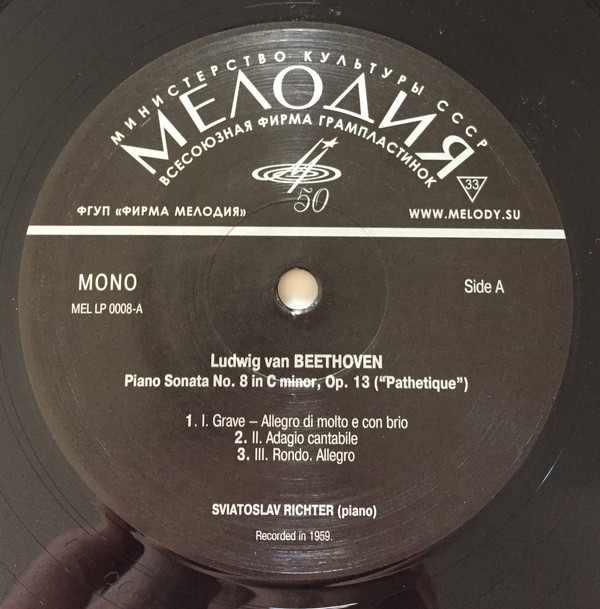 МИНИСТЕРСТВО КУЛЬТУРЫ СССР
МЕЛОДИЯ
ВСЕСОЮЗНАЯ ФИРМА ГРАМПЛАСТИНОК
33
50
ФГУП «ФИРМА МЕЛОДИЯ»
WWW.MELODY.SU
MONO
Side A
MEL LP 0008-A
Ludwig van BEETHOVEN
Piano Sonata No. 8 in C minor, Op. 13 (“Pathetique”)
1. I. Grave – Allegro di molto e con brio
2. II. Adagio cantabile
3. III. Rondo. Allegro
SVIATOSLAV RICHTER (piano)
Recorded in 1959.